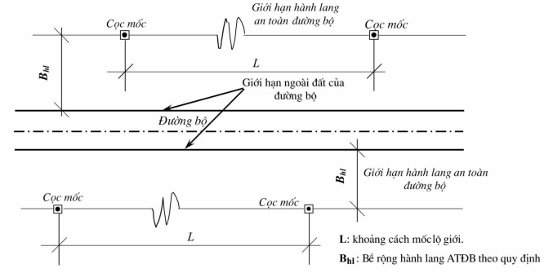 Giới hạn hành lang
an toàn đường bộ
Cọc mốc
Cọc mốc
L
B_hl
Giới hạn ngoài đất của
đường bộ
Đường bộ
B_hl
Giới hạn hành lang an toàn
đường bộ
Cọc mốc
Cọc mốc
L
L: khoảng cách mốc lộ giới.
B_hl: Bề rộng hành lang ATĐB theo quy định